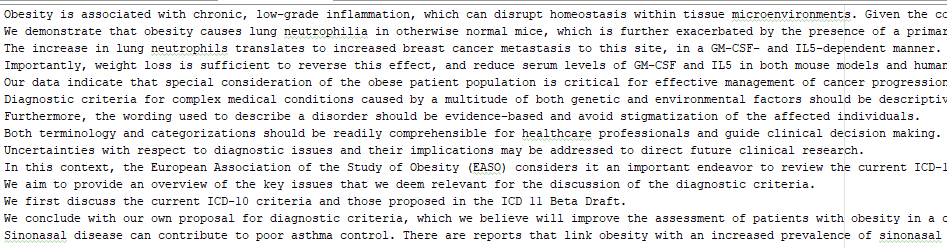 Obesity is associated with chronic, low-grade inflammation, which can disrupt homeostasis within tissue microenvironments. Given the
We demonstrate that obesity causes lung neutrophilia in otherwise normal mice, which is further exacerbated by the presence of a
The increase in lung neutrophils translates to increased breast cancer metastasis to this site, in a GM-CSF- and IL5-dependent manner.
Importantly, weight loss is sufficient to reverse this effect, and reduce serum levels of GM-CSF and IL5 in both mouse models and
Our data indicate that special consideration of the obese patient population is critical for effective management of cancer
Diagnostic criteria for complex medical conditions caused by a multitude of both genetic and environmental factors should be
Furthermore, the wording used to describe a disorder should be evidence-based and avoid stigmatization of the affected individuals.
Both terminology and categorizations should be readily comprehensible for healthcare professionals and guide clinical decision making.
Uncertainties with respect to diagnostic issues and their implications may be addressed to direct future clinical research.
In this context, the European Association of the Study of Obesity (EASO) considers it an important endeavor to review the current
We aim to provide an overview of the key issues that we deem relevant for the discussion of the diagnostic criteria.
We first discuss the current ICD-10 criteria and those proposed in the ICD 11 Beta Draft.
We conclude with our own proposal for diagnostic criteria, which we believe will improve the assessment of patients with obesity in a
Sinonasal disease can contribute to poor asthma control. There are reports that link obesity with an increased prevalence of sinonasal